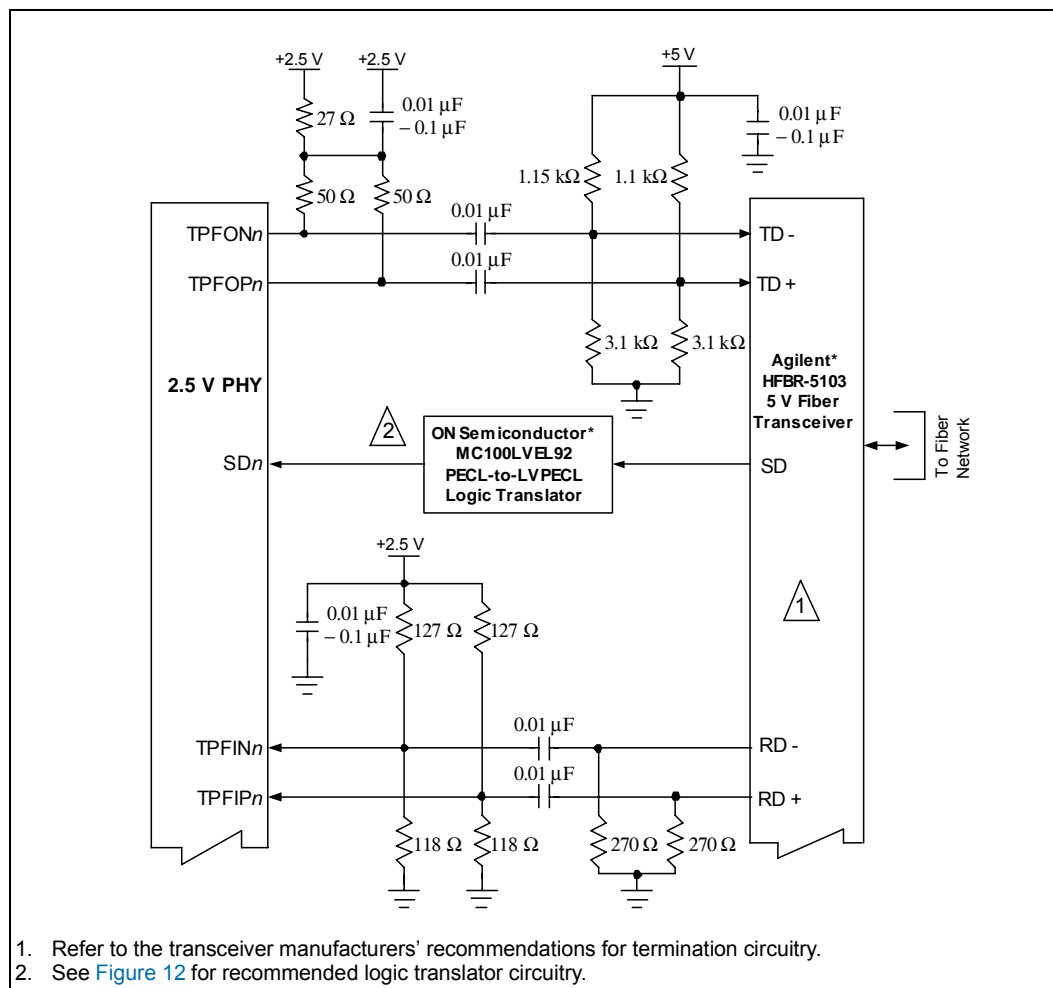 +2.5 V
+2.5 V
+5 V
27 Ω
0.01 µF
– 0.1 µF
0.01 µF
– 0.1 µF
50 Ω
50 Ω
1.15 kΩ
1.1 kΩ
TPFONn
0.01 µF
TD -
TPFOPn
0.01 µF
TD +
3.1 kΩ
3.1 kΩ
2.5 V PHY
Agilent*
HFBR-5103
5 V Fiber
Transceiver
2
ON Semiconductor*
MC100LVEL92
PECL-to-LVPECL
Logic Translator
SDn
SD
To Fiber
Network
+2.5 V
0.01 µF
– 0.1 µF
127 Ω
127 Ω
1
TPFINn
0.01 µF
RD -
TPFIPn
0.01 µF
RD +
118 Ω
118 Ω
270 Ω
270 Ω
1. Refer to the transceiver manufacturers’ recommendations for termination circuitry.
2. See Figure 12 for recommended logic translator circuitry.